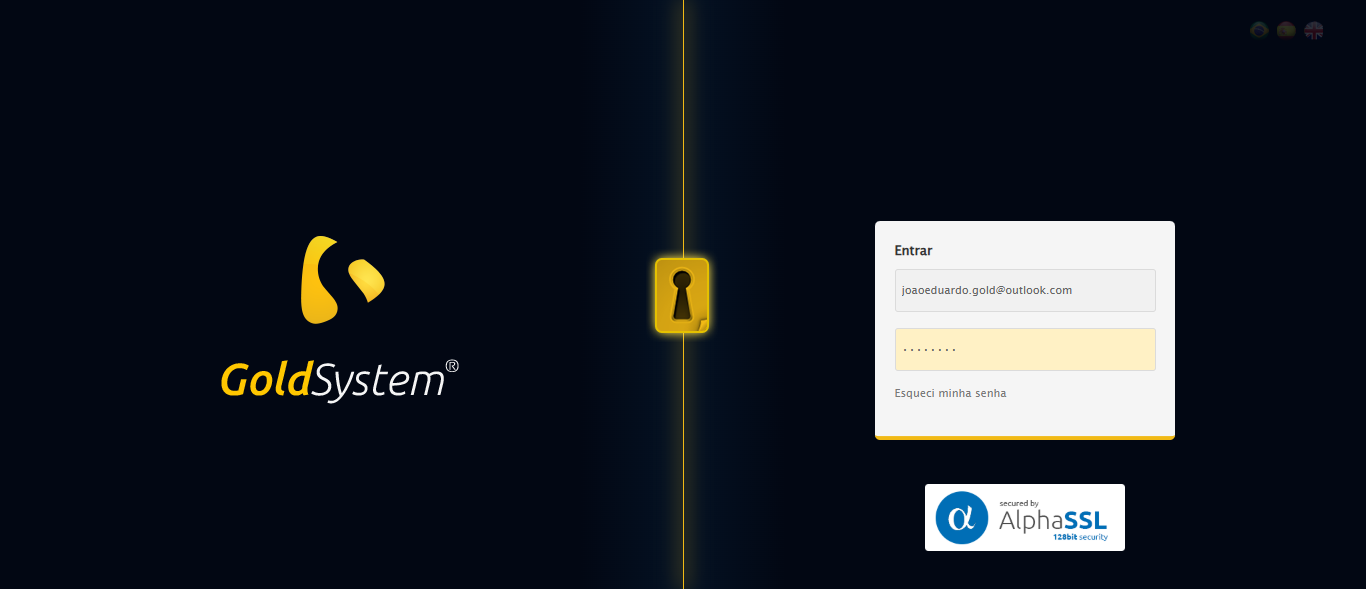 GoldSystem®
Entrar
joaoeduardo.gold@outlook.com
........
Esqueci minha senha
α
secured by
AlphaSSL
128bit security